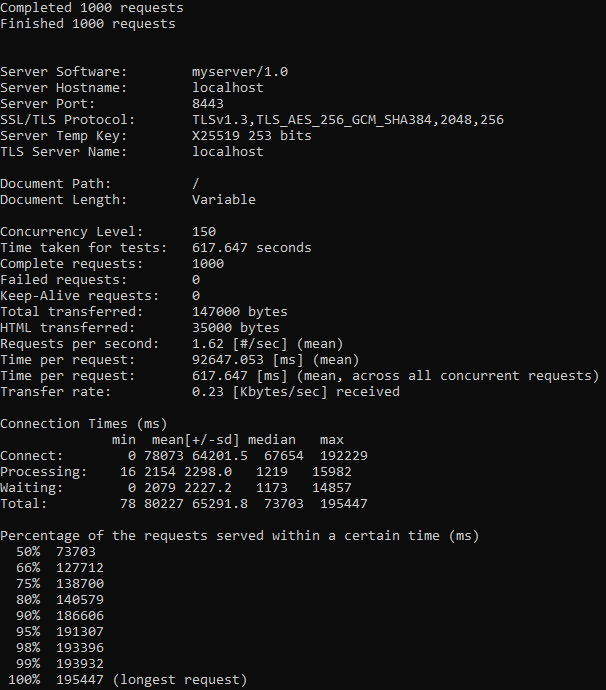 Completed 1000 requests
Finished 1000 requests
Server Software: myserver/1.0
Server Hostname: localhost
Server Port: 8443
SSL/TLS Protocol: TLSv1.3,TLS_AES_256_GCM_SHA384,2048,256
Server Temp Key: X25519 253 bits
TLS Server Name: localhost
Document Path: /
Document Length: Variable
Concurrency Level: 150
Time taken for tests: 617.647 seconds
Complete requests: 1000
Failed requests: 0
Keep-Alive requests: 0
Total transferred: 147000 bytes
HTML transferred: 35000 bytes
Requests per second: 1.62 [#/sec] (mean)
Time per request: 92647.053 [ms] (mean)
Time per request: 617.647 [ms] (mean, across all concurrent requests)
Transfer rate: 0.23 [Kbytes/sec] received
Connection Times (ms)
min mean[+/-sd] median max
Connect: 0 78073 64201.5 67654 192229
Processing: 16 2154 2298.0 1219 15982
Waiting: 0 2079 2227.2 1173 14857
Total: 78 80227 65291.8 73703 195447
Percentage of the requests served within a certain time (ms)
50% 73703
66% 127712
75% 138700
80% 140579
90% 186606
95% 191307
98% 193396
99% 193932
100% 195447 (longest request)